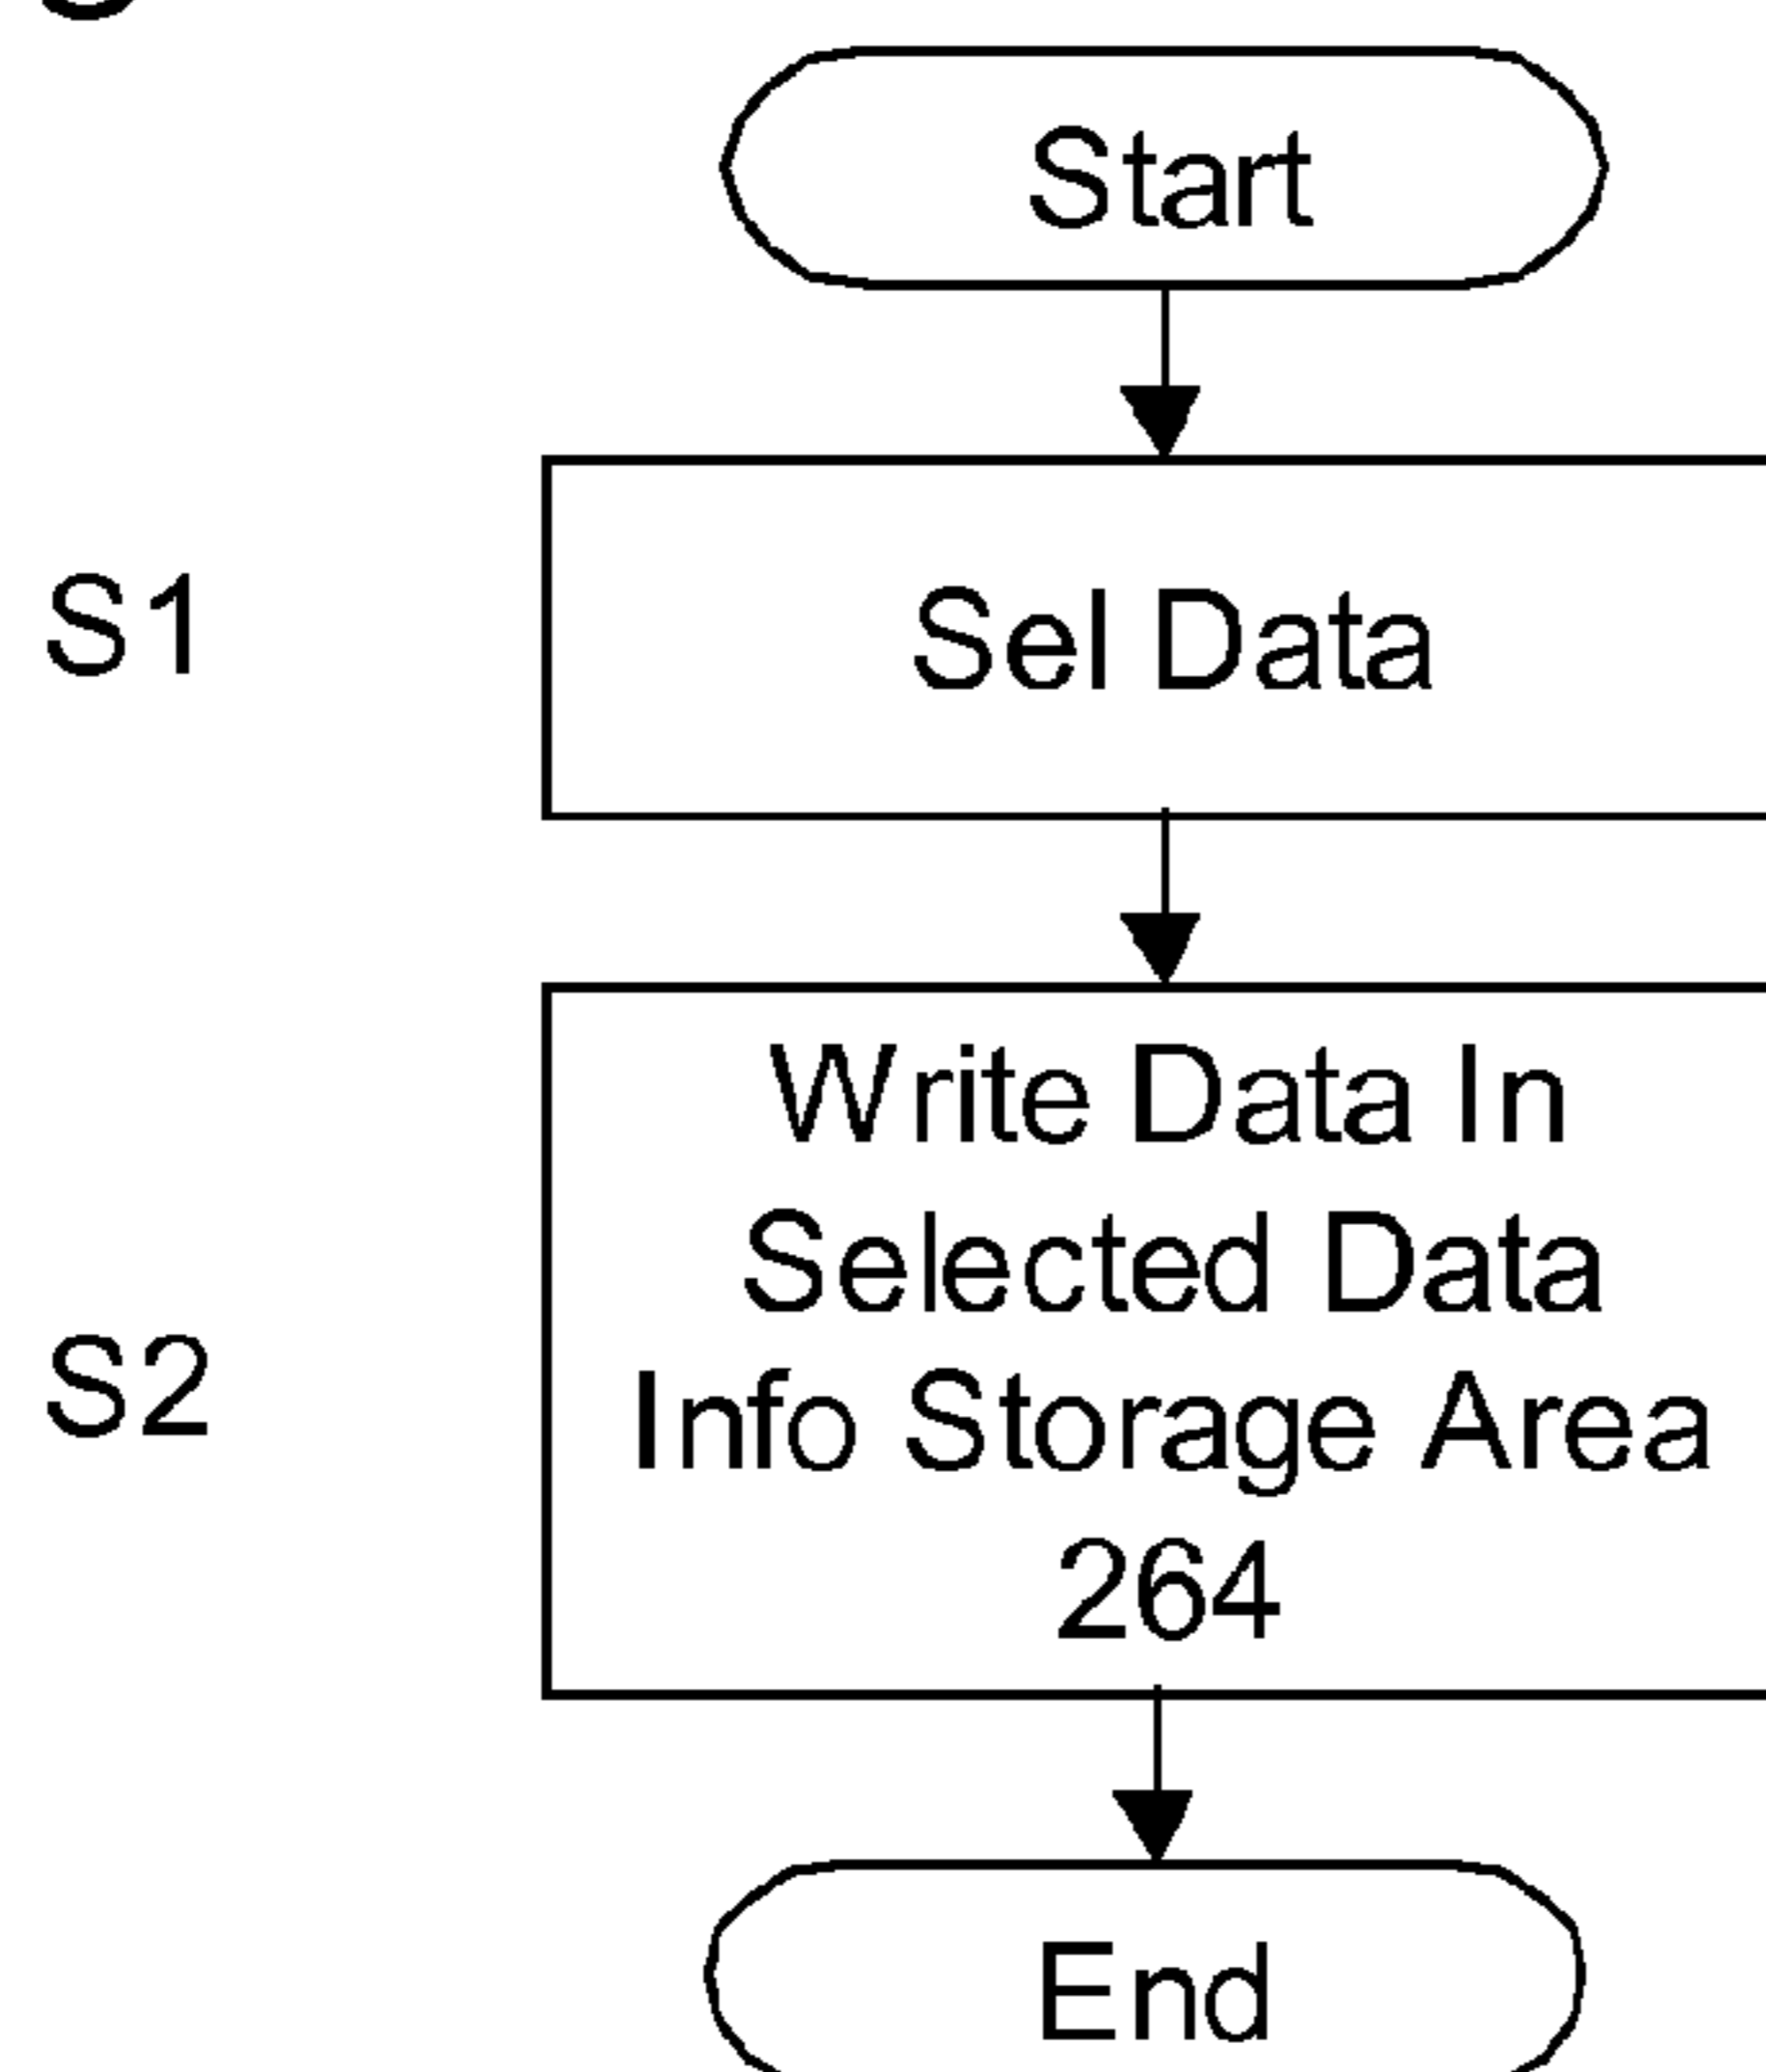 Start
S1
Sel Data
Write Data In
Selected Data
Info Storage Area
S2
264
End